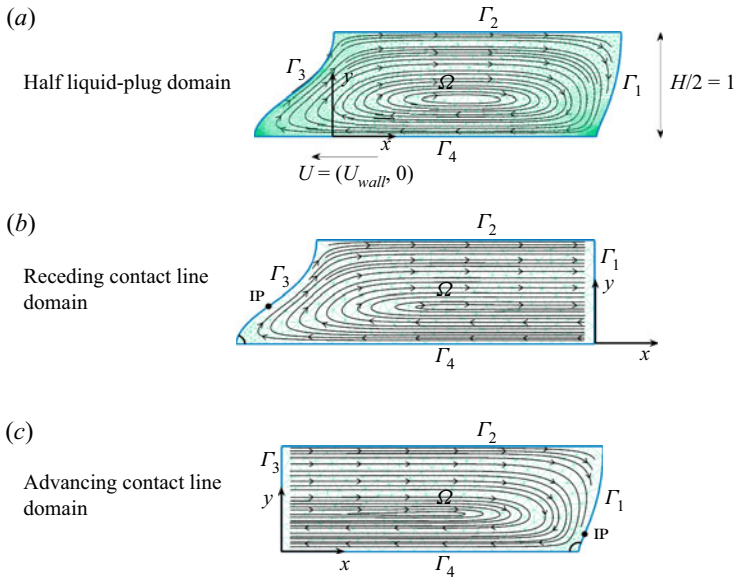 (a)
Γ2
Half liquid-plug domain
Γ3
y
Ω
Γ1
H/2 = 1
x
Γ4
U = (Uwall, 0)
(b)
Γ2
Receding contact line
domain
Γ3
IP
Ω
Γ1
y
Γ4
x
(c)
Γ2
Advancing contact line
domain
Γ3
y
Ω
Γ1
IP
x
Γ4